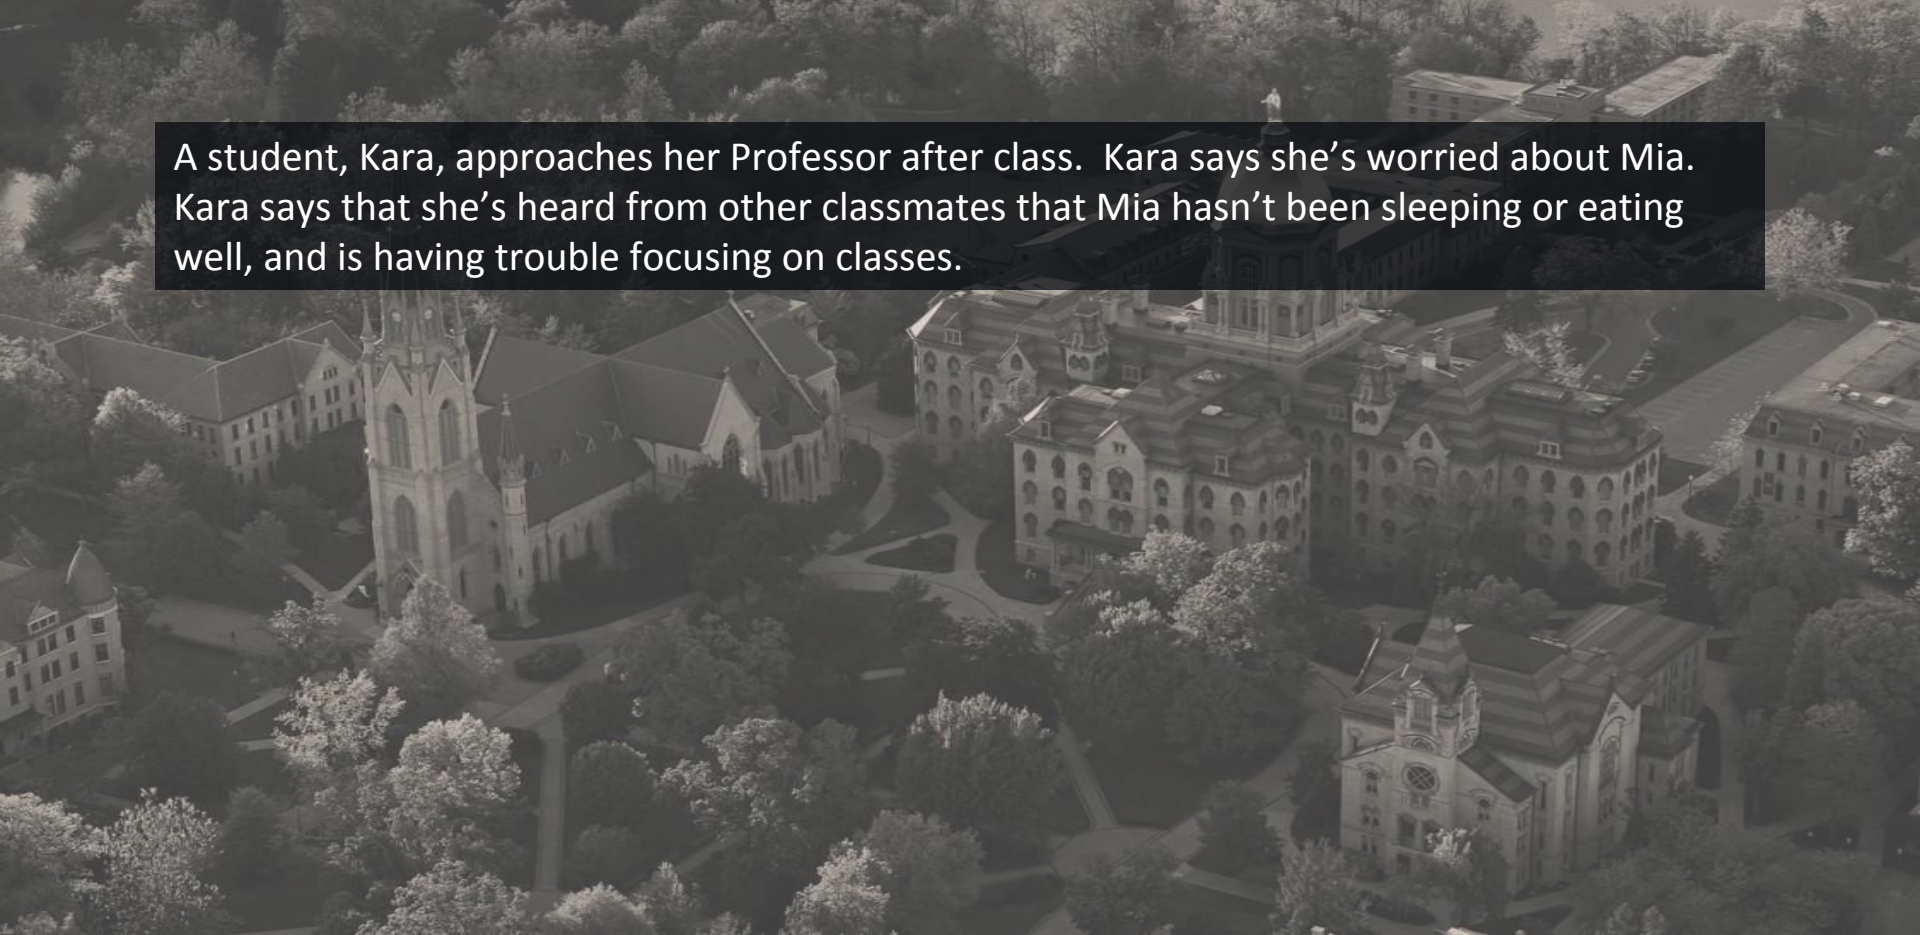 A student, Kara, approaches her Professor after class.  Kara says she’s worried about Mia.
Kara says that she’s heard from other classmates that Mia hasn’t been sleeping or eating
well, and is having trouble focusing on classes.